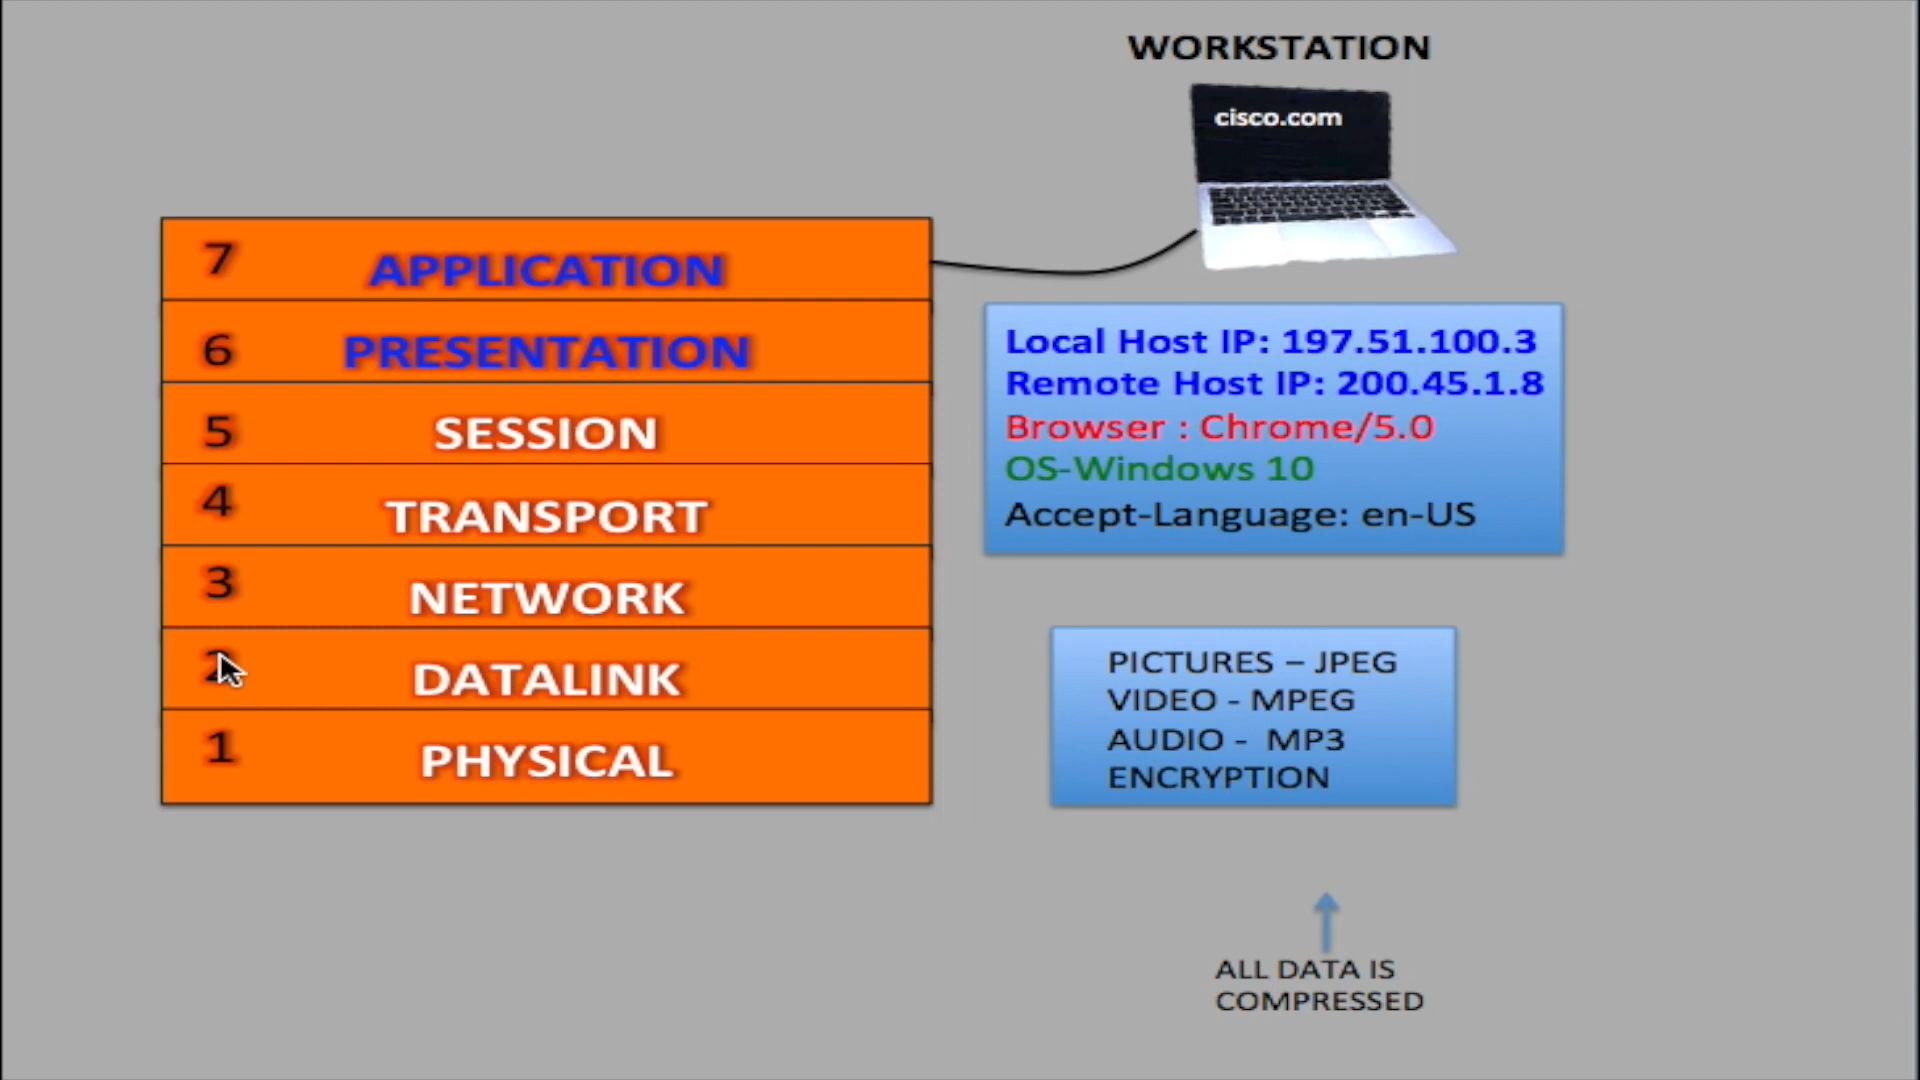 WORKSTATION
cisco.com
7 APPLICATION
6 PRESENTATION
5 SESSION
4 TRANSPORT
3 NETWORK
2 DATALINK
1 PHYSICAL
Local Host IP: 197.51.100.3
Remote Host IP: 200.45.1.8
Browser : Chrome/5.0
OS-Windows 10
Accept-Language: en-US
PICTURES – JPEG
VIDEO - MPEG
AUDIO - MP3
ENCRYPTION
ALL DATA IS
COMPRESSED